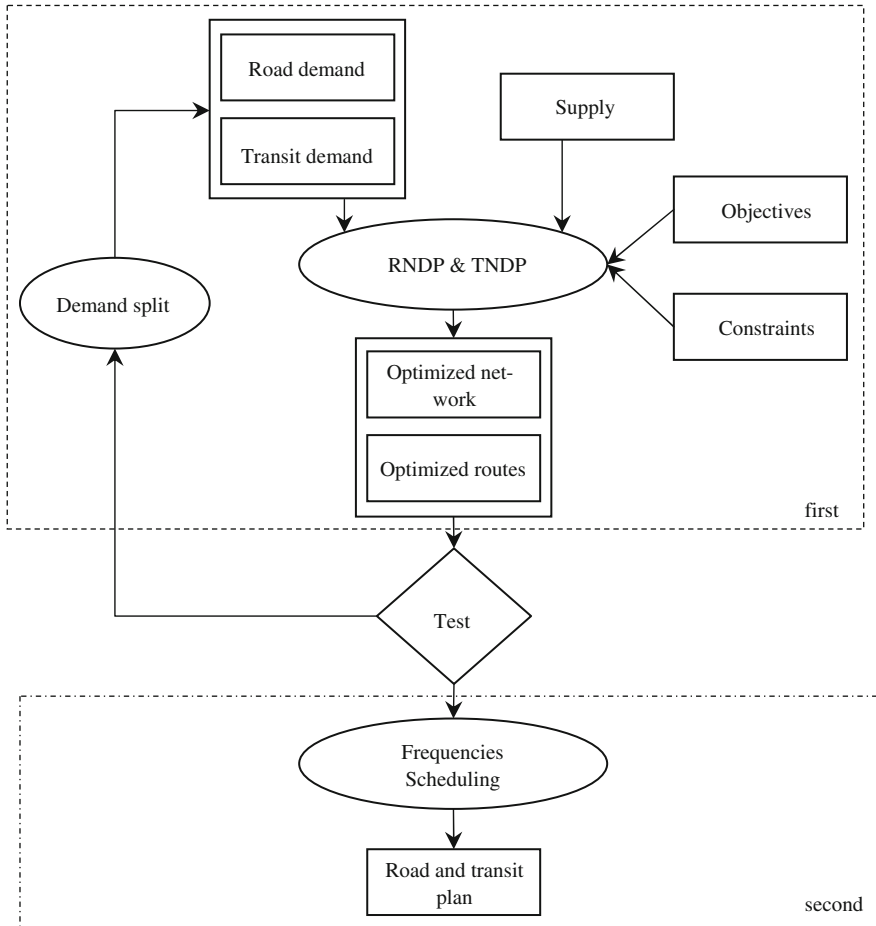 Road demand
Supply
Transit demand
Objectives
RNDP & TNDP
Demand split
Constraints
Optimized net-
work
Optimized routes
first
Test
Frequencies
Scheduling
Road and transit
plan
second